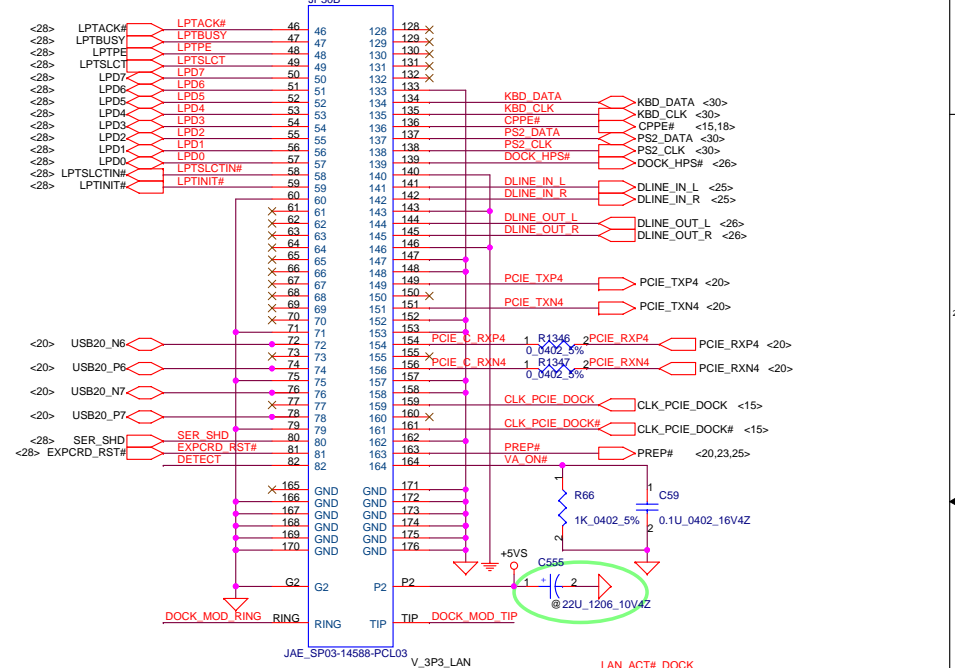 JP30B
<28> LPTACK# LPTACK# 46 46 128 128
<28> LPTBUSY LPTBUSY 47 47 129 129
<28> LPTPE LPTPE 48 48 130 130
<28> LPTSLCT LPTSLCT 49 49 131 131
<28> LPD7 LPD7 50 50 132 132
<28> LPD6 LPD6 51 51 133 133
<28> LPD5 LPD5 52 52 134 134 KBD_DATA KBD_DATA <30>
<28> LPD4 LPD4 53 53 135 135 KBD_CLK KBD_CLK <30>
<28> LPD3 LPD3 54 54 136 136 CPPE# CPPE# <15,18>
<28> LPD2 LPD2 55 55 137 137 PS2_DATA PS2_DATA <30>
<28> LPD1 LPD1 56 56 138 138 PS2_CLK PS2_CLK <30>
<28> LPD0 LPD0 57 57 139 139 DOCK_HPS# DOCK_HPS# <26>
<28> LPTSLCTIN# LPTSLCTIN# 58 58 140 140
<28> LPTINIT# LPTINIT# 59 59 141 141 DLINE_IN_L DLINE_IN_L <25>
60 60 142 142 DLINE_IN_R DLINE_IN_R <25>
61 61 143 143
62 62 144 144 DLINE_OUT_L DLINE_OUT_L <26>
63 63 145 145 DLINE_OUT_R DLINE_OUT_R <26>
64 64 146 146
65 65 147 147
66 66 148 148
67 67 149 149 PCIE_TXP4 PCIE_TXP4 <20>
68 68 150 150
69 69 151 151 PCIE_TXN4 PCIE_TXN4 <20>
70 70 152 152
71 71 153 153
<20> USB20_N6 72 72 154 154 PCIE_C_RXP4 1 R1346 2 PCIE_RXP4 PCIE_RXP4 <20>
0_0402_5%
73 73 155 155
<20> USB20_P6 74 74 156 156 PCIE_C_RXN4 1 R1347 2 PCIE_RXN4 PCIE_RXN4 <20>
0_0402_5%
75 75 157 157
<20> USB20_N7 76 76 158 158
77 77 159 159 CLK_PCIE_DOCK CLK_PCIE_DOCK <15>
<20> USB20_P7 78 78 160 160
79 79 161 161 CLK_PCIE_DOCK# CLK_PCIE_DOCK# <15>
<28> SER_SHD SER_SHD 80 80 162 162
<28> EXPCRD_RST# EXPCRD_RST# 81 81 163 163 PREP# PREP# <20,23,25>
DETECT 82 82 164 164 VA_ON#
165 GND GND 171
166 GND GND 172
167 GND GND 173
168 GND GND 174
169 GND GND 175
170 GND GND 176
1 R66 2
1K_0402_5%
1 C59 2
0.1U_0402_16V4Z
+5VS
C555
G2 G2 P2 P2 1 + 2
@22U_1206_10V4Z
DOCK_MOD_RING RING RING TIP TIP DOCK_MOD_TIP
JAE_SP03-14588-PCL03
V_3P3_LAN
LAN_ACT#_DOCK
2